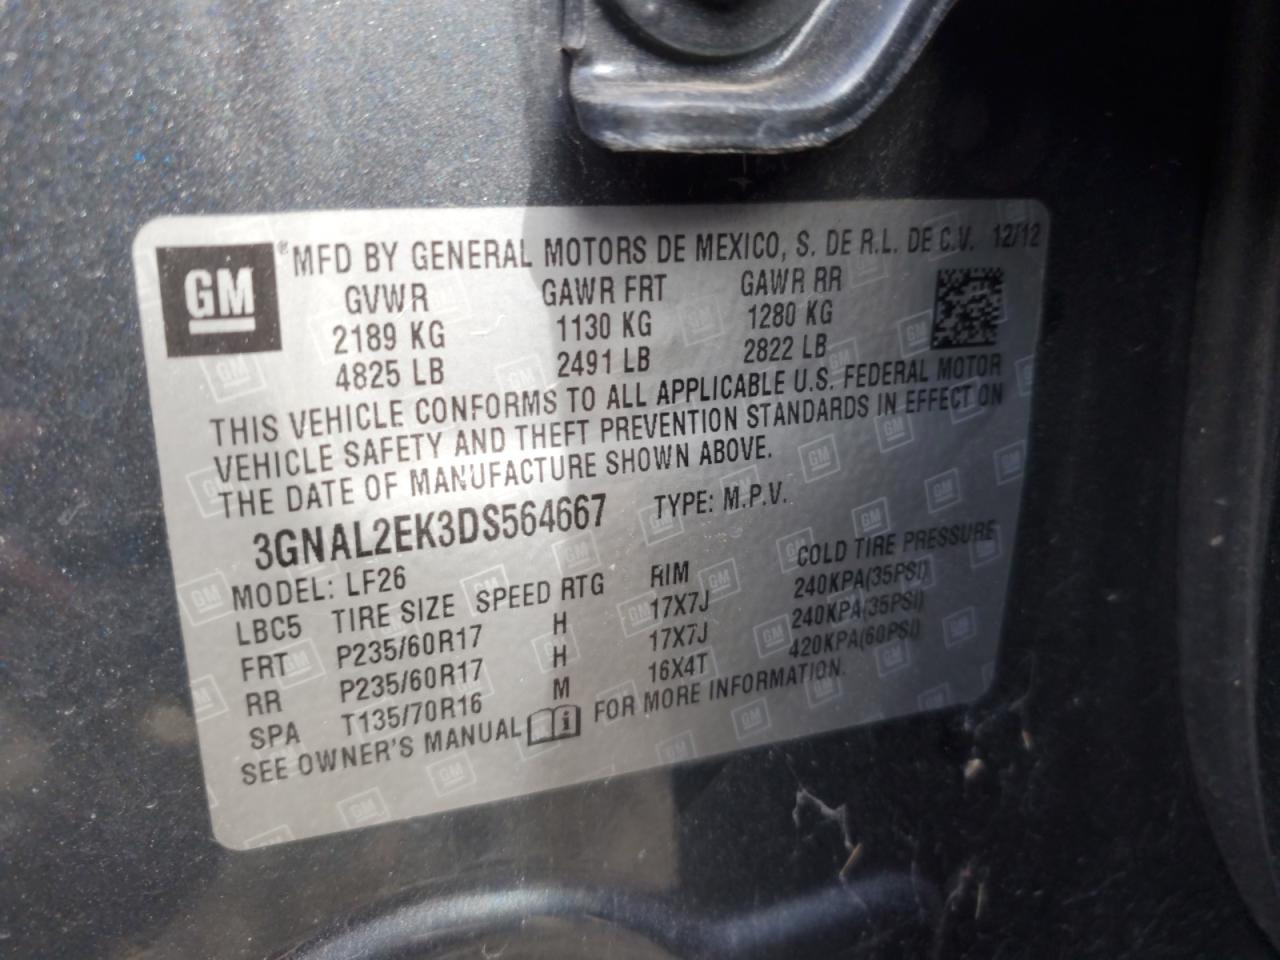 GM ® MFD BY GENERAL MOTORS DE MEXICO, S. DE R.L. DE C.V. 12/12
GVWR GAWR FRT GAWR RR
2189 KG 1130 KG 1280 KG
4825 LB 2491 LB 2822 LB
THIS VEHICLE CONFORMS TO ALL APPLICABLE U.S. FEDERAL MOTOR
VEHICLE SAFETY AND THEFT PREVENTION STANDARDS IN EFFECT ON
THE DATE OF MANUFACTURE SHOWN ABOVE.
3GNAL2EK3DS564667 TYPE: M.P.V.
MODEL: LF26
LBC5 TIRE SIZE SPEED RTG RIM COLD TIRE PRESSURE
FRT P235/60R17 H 17X7J 240KPA(35PSI)
RR P235/60R17 H 17X7J 240KPA(35PSI)
SPA T135/70R16 M 16X4T 420KPA(60PSI)
SEE OWNER'S MANUAL i FOR MORE INFORMATION.